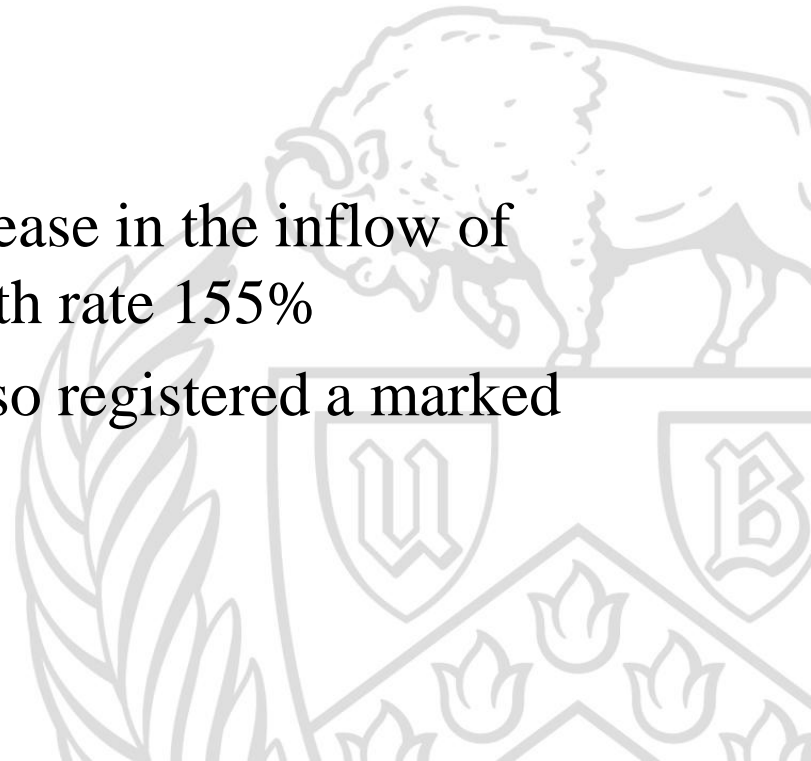 ease in the inflow of
th rate 155%
so registered a marked
U B